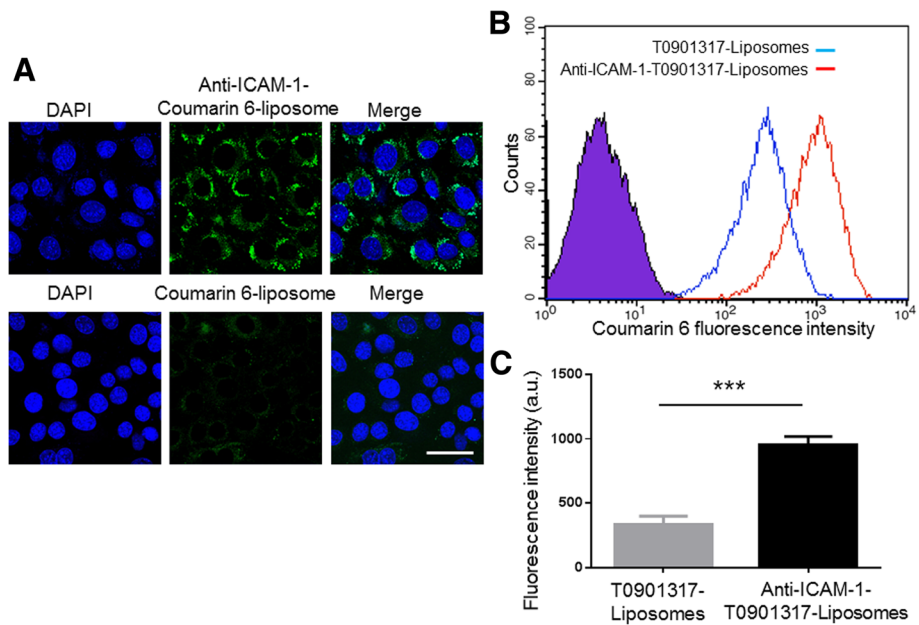 A
DAPI
Anti-ICAM-1-
Coumarin 6-liposome
Merge
DAPI
Coumarin 6-liposome
Merge
B
T0901317-Liposomes
Anti-ICAM-1-T0901317-Liposomes
Counts
100
80
60
40
20
0
10⁰
10¹
10²
10³
10⁴
Coumarin 6 fluorescence intensity
C
Fluorescence intensity (a.u.)
1500
1000
500
0
***
T0901317-
Liposomes
Anti-ICAM-1-
T0901317-Liposomes